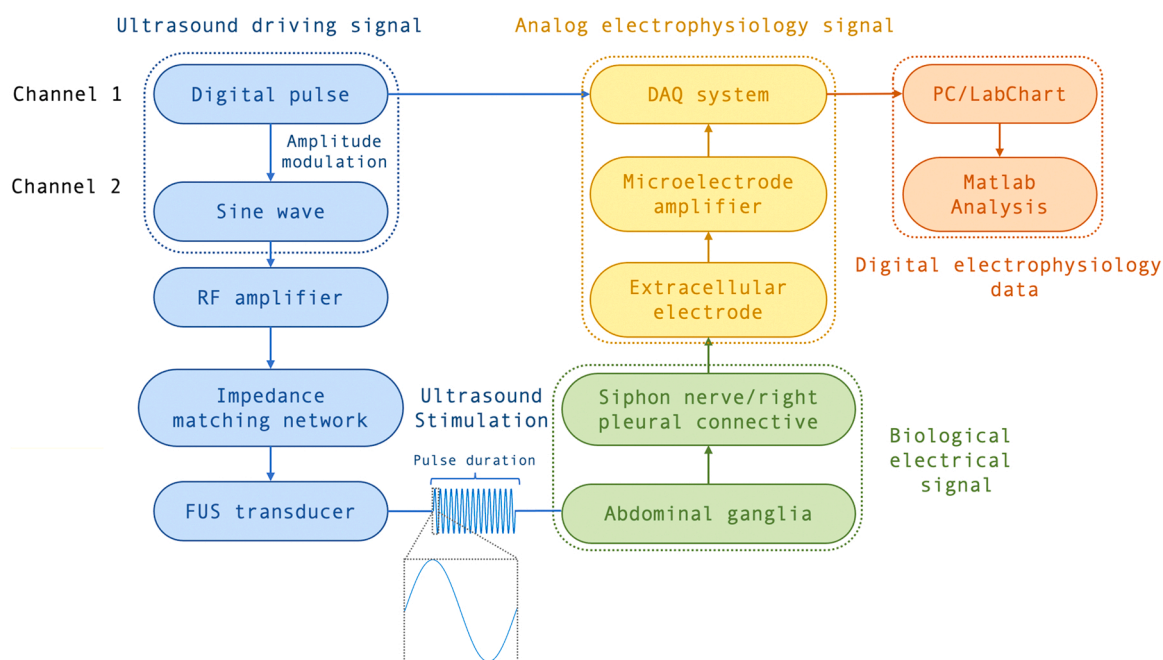 Ultrasound driving signal
Analog electrophysiology signal
Channel 1
Digital pulse
DAQ system
PC/LabChart
Amplitude
modulation
Channel 2
Sine wave
Microelectrode
amplifier
Matlab
Analysis
RF amplifier
Extracellular
electrode
Digital electrophysiology
data
Impedance
matching network
Ultrasound
Stimulation
Siphon nerve/right
pleural connective
Biological
electrical
signal
Pulse duration
FUS transducer
Abdominal ganglia